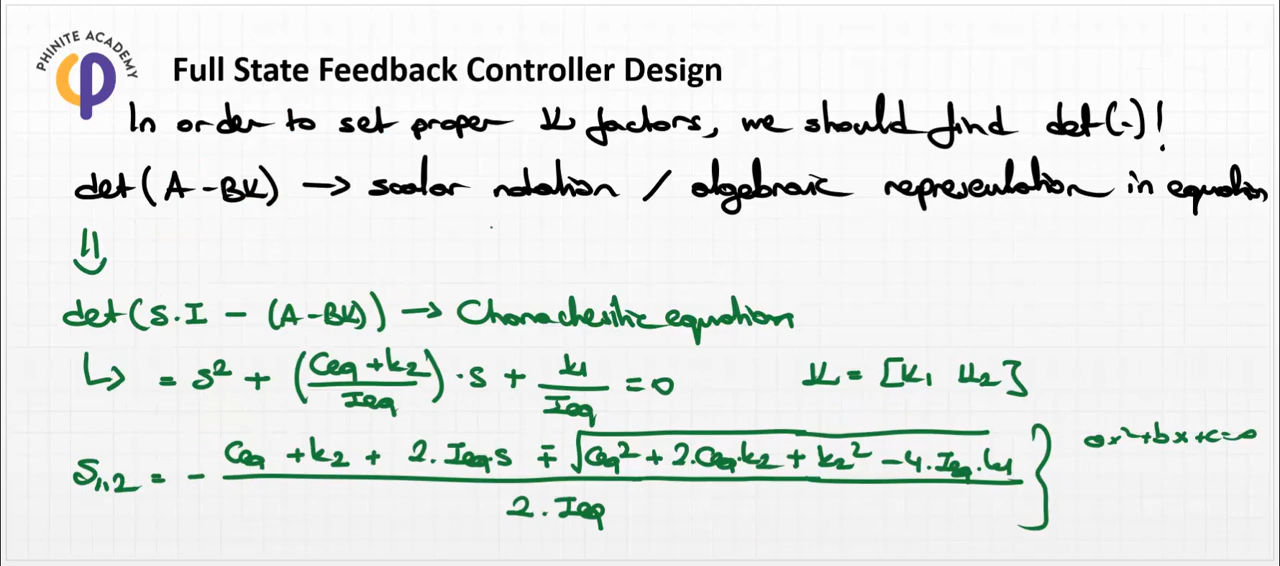 PHINITE ACADEMY
Full State Feedback Controller Design
In order to set proper K factors, we should find det(-)!
det(A-BK) → scalar notation / algebraic representation in equation
⇓
det(S.I - (A-BK)) → Characteristic equation
↳ = s² + ((Ceq + k2)/Ieq).s + k1/Ieq = 0 K = [K1 K2]
ax²+bx+c=0
S1,2 = - (Ceq + k2 + 2.Ieq s ∓ √(Ceq² + 2.Ceq.k2 + k2² - 4.Ieq.k1)) / (2.Ieq) }